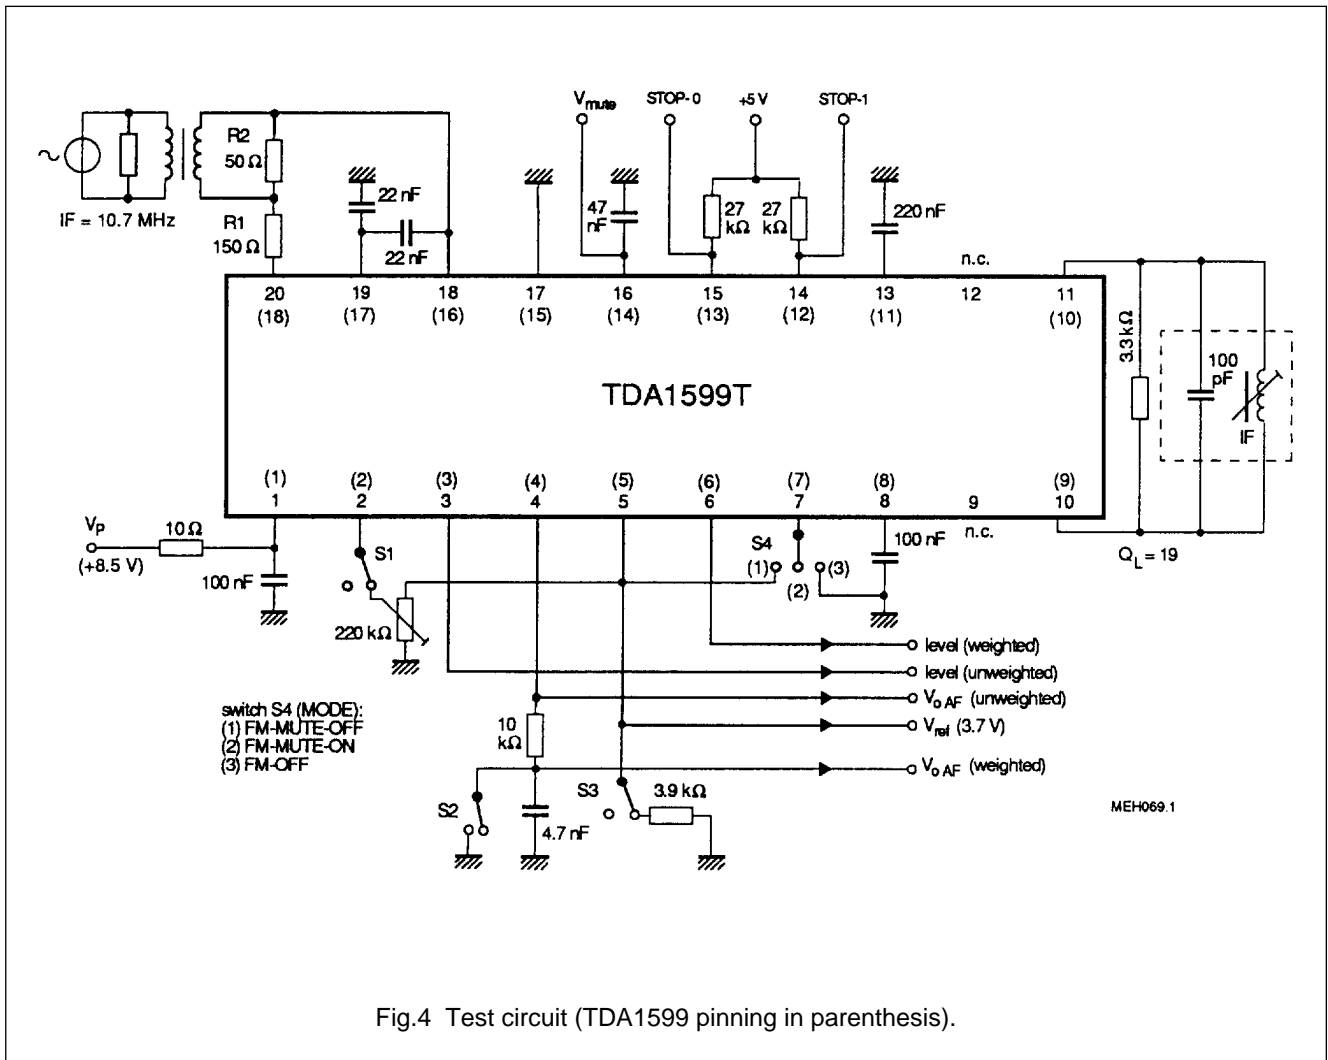 V_mute
STOP-0
+5 V
STOP-1
R2
50 Ω
~
IF = 10.7 MHz
R1
150 Ω
22 nF
22 nF
47
nF
27
kΩ
27
kΩ
220 nF
n.c.
20
19
18
17
16
15
14
13
12
11
(18)
(17)
(16)
(15)
(14)
(13)
(12)
(11)
(10)
3.3 kΩ
100
pF
IF
TDA1599T
(1)
(2)
(3)
(4)
(5)
(6)
(7)
(8)
(9)
1
2
3
4
5
6
7
8
9
10
n.c.
Q_L = 19
V_P
(+8.5 V)
10 Ω
100 nF
S1
220 kΩ
S4
(1)
(2)
(3)
100 nF
level (weighted)
level (unweighted)
V_o AF (unweighted)
V_ref (3.7 V)
V_o AF (weighted)
switch S4 (MODE):
(1) FM-MUTE-OFF
(2) FM-MUTE-ON
(3) FM-OFF
10
kΩ
S2
4.7 nF
S3
3.9 kΩ
MEH069.1
Fig.4 Test circuit (TDA1599 pinning in parenthesis).